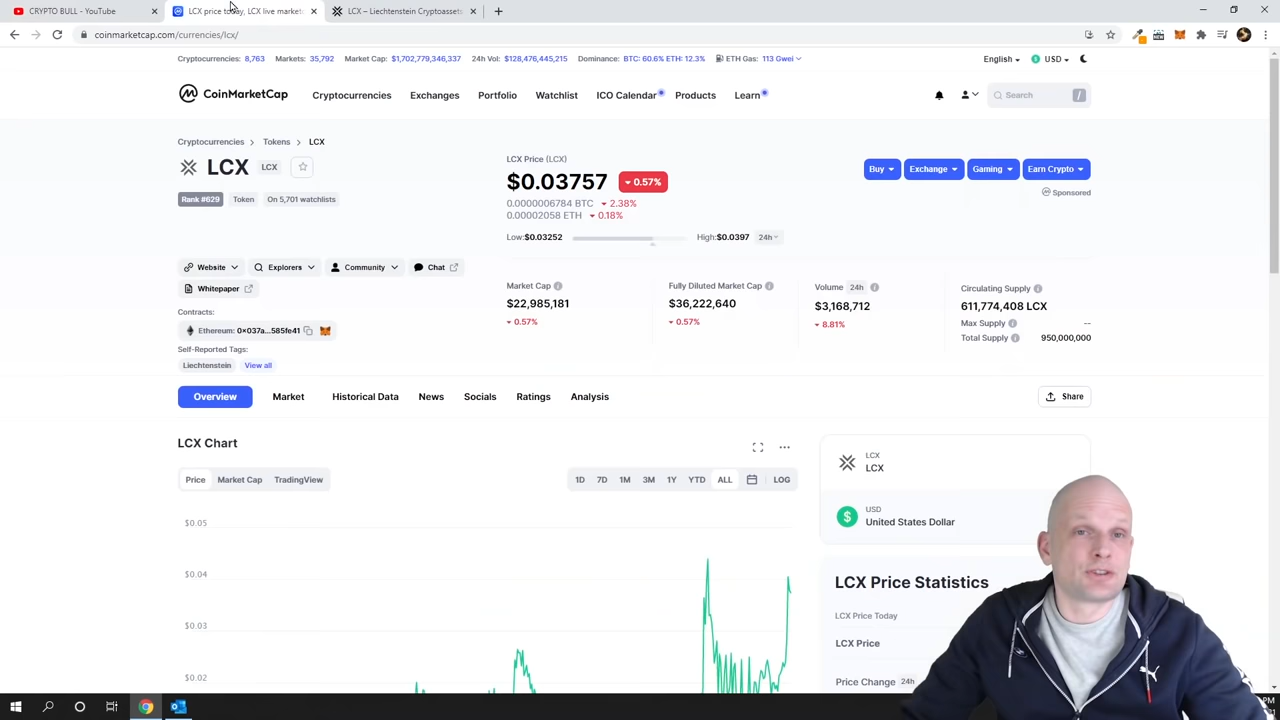 CRYPTO BULL - YouTube
LCX price today, LCX live market
LCX – Liechtenstein Cryptoassets
coinmarketcap.com/currencies/lcx/
Cryptocurrencies: 8,763 Markets: 35,792 Market Cap: $1,702,779,346,337 24h Vol: $128,476,445,215 Dominance: BTC: 60.6% ETH: 12.3% ETH Gas: 113 Gwei
English USD
CoinMarketCap
Cryptocurrencies Exchanges Portfolio Watchlist ICO Calendar Products Learn
Search /
Cryptocurrencies > Tokens > LCX
LCX LCX
Rank #629 Token On 5,701 watchlists
LCX Price (LCX)
$0.03757 0.57%
0.0000006784 BTC 2.38%
0.00002058 ETH 0.18%
Low:$0.03252 High:$0.0397 24h
Buy Exchange Gaming Earn Crypto
Sponsored
Website Explorers Community Chat
Whitepaper
Contracts:
Ethereum: 0x037a...585fe41
Self-Reported Tags:
Liechtenstein View all
Market Cap
$22,985,181
0.57%
Fully Diluted Market Cap
$36,222,640
0.57%
Volume 24h
$3,168,712
8.81%
Circulating Supply
611,774,408 LCX
Max Supply --
Total Supply 950,000,000
Overview Market Historical Data News Socials Ratings Analysis
Share
LCX Chart
Price Market Cap TradingView
1D 7D 1M 3M 1Y YTD ALL LOG
$0.05
$0.04
$0.03
$0.02
LCX
LCX
USD
United States Dollar
LCX Price Statistics
LCX Price Today
LCX Price
Price Change 24h